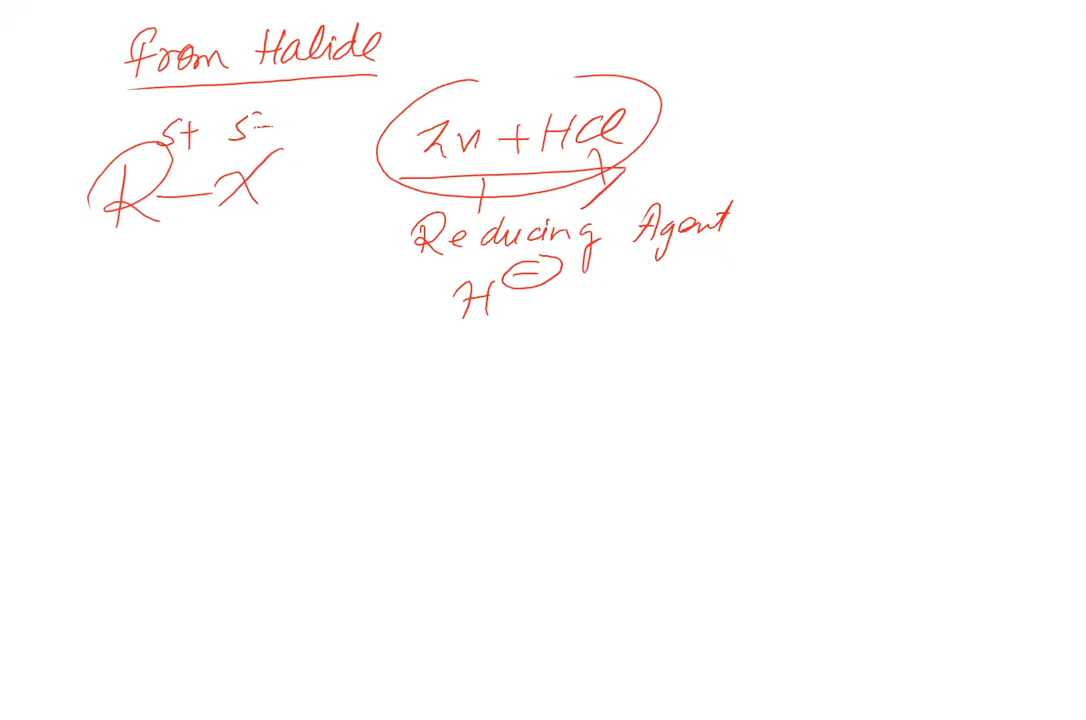 From Halide
δ+ δ-
R-X
Zn + HCl
Reducing Agent
H⊖